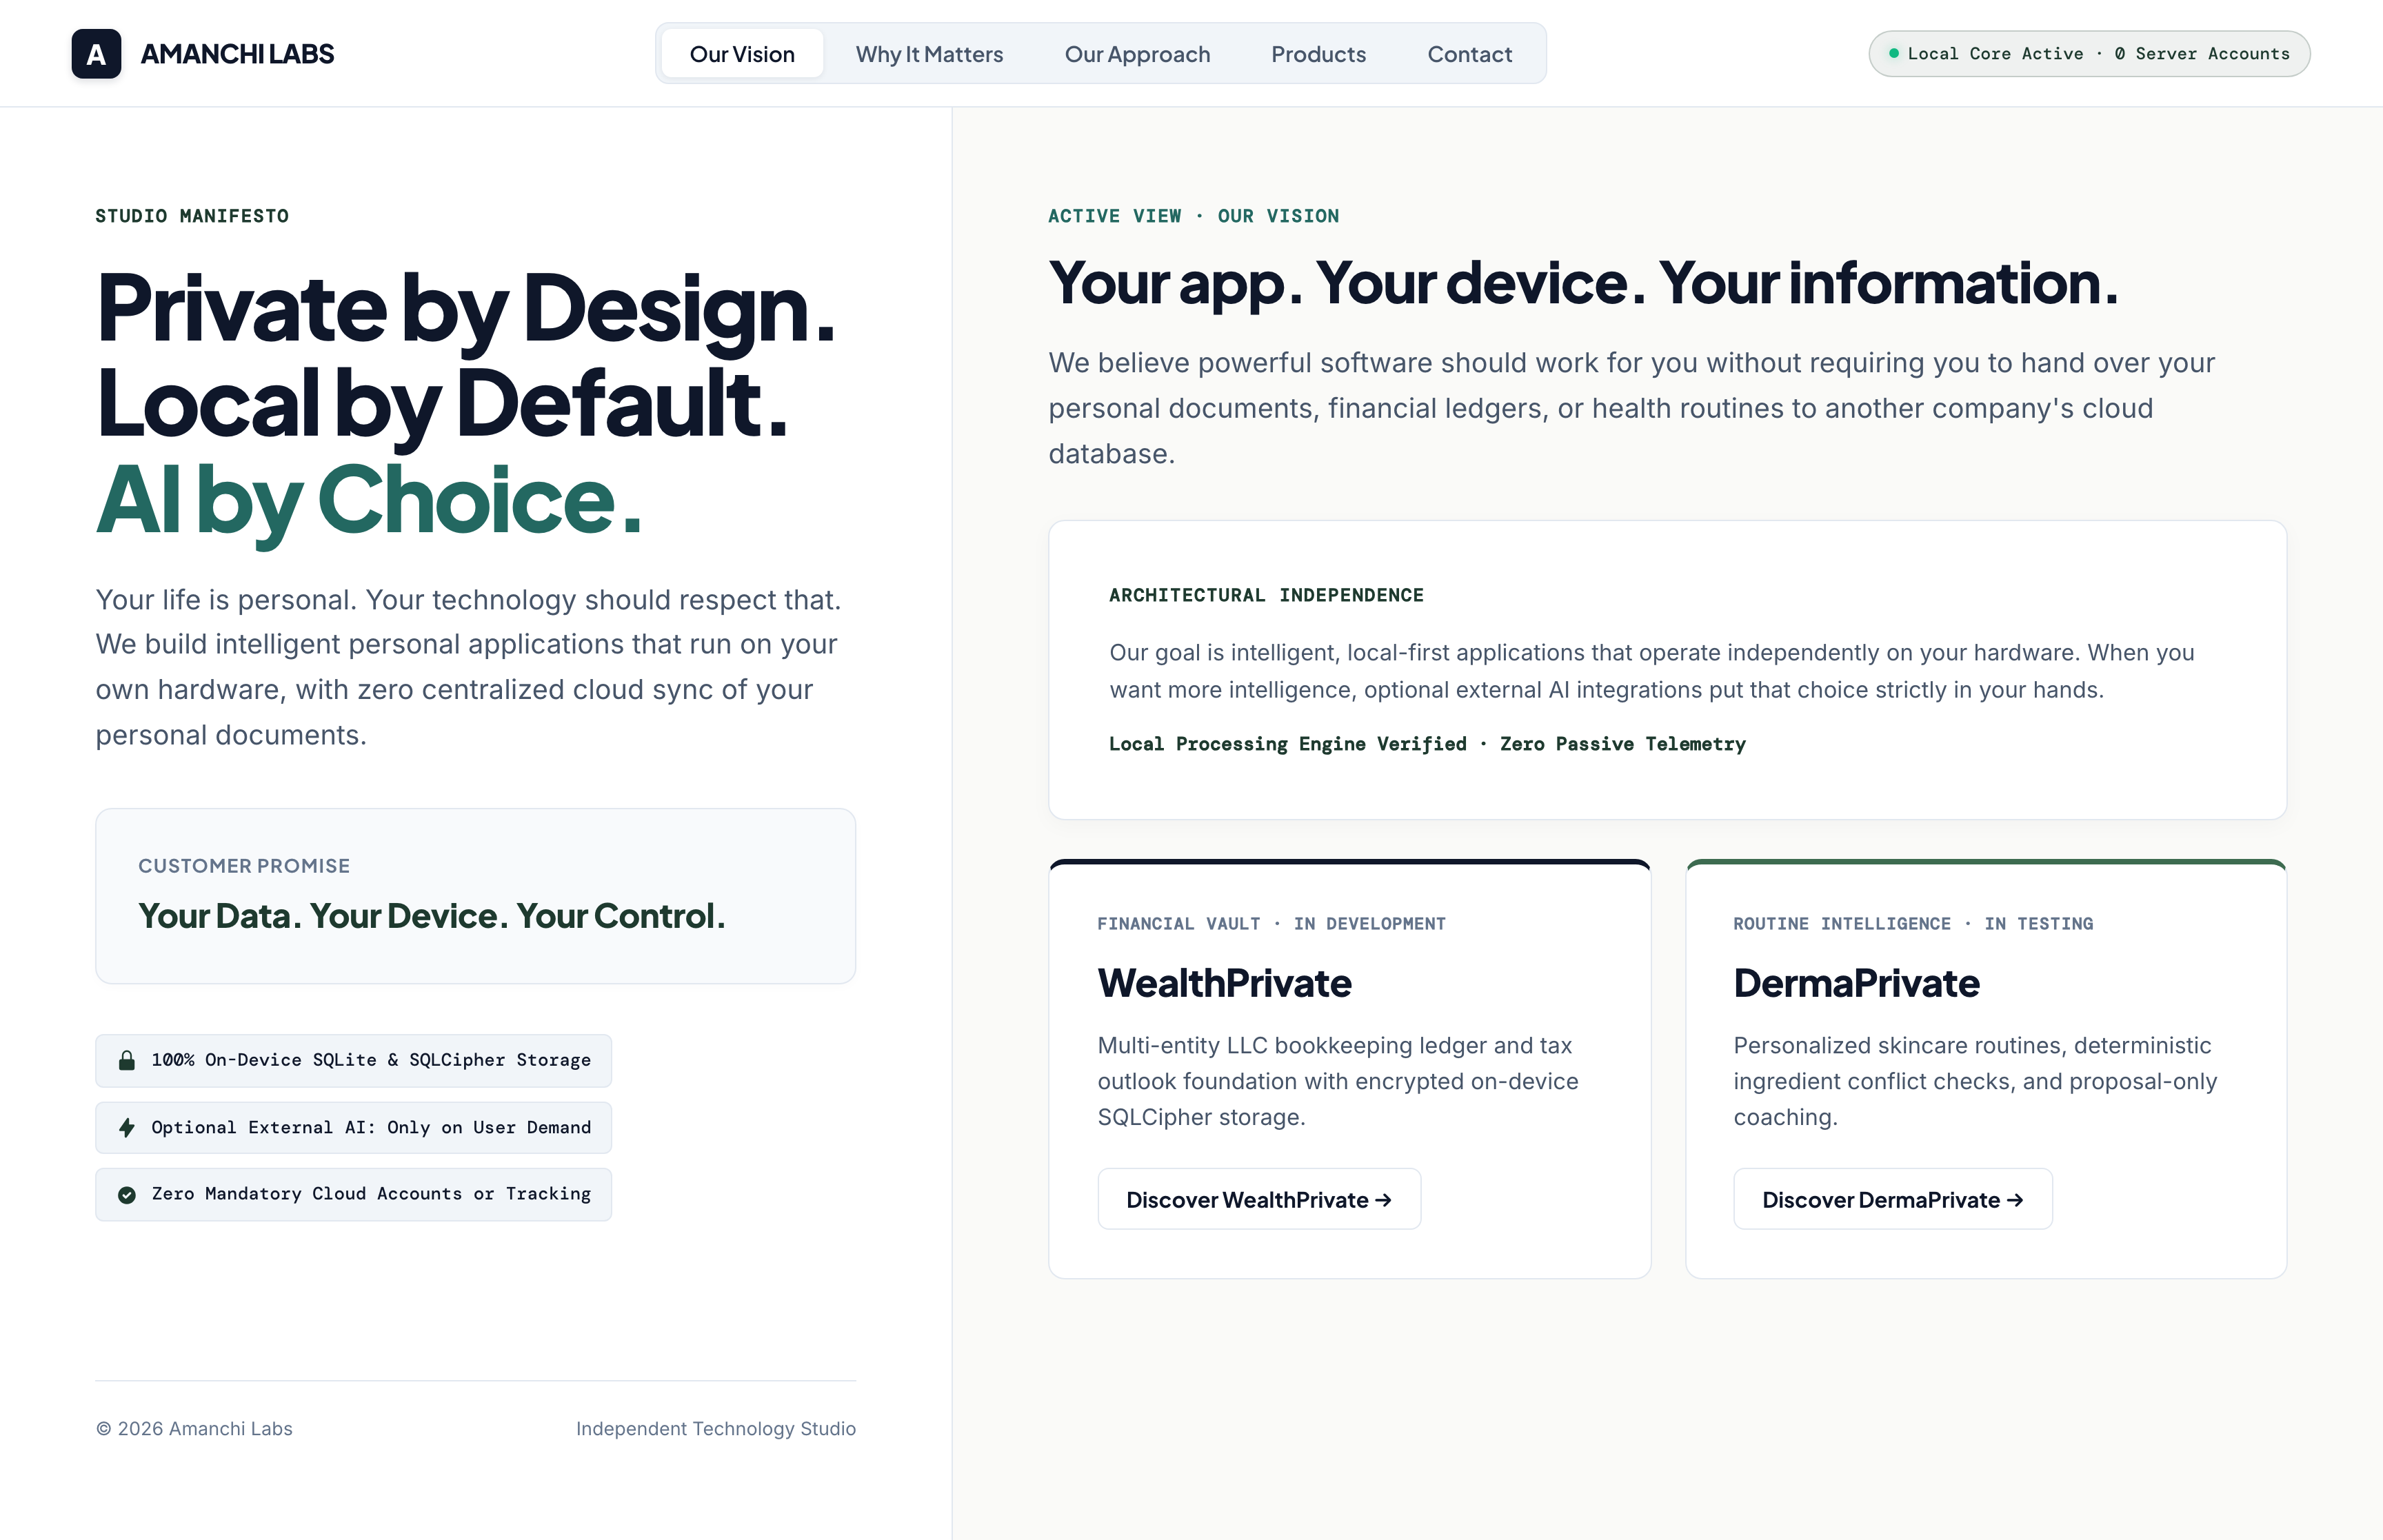 A AMANCHI LABS
Our Vision Why It Matters Our Approach Products Contact
Local Core Active · 0 Server Accounts
STUDIO MANIFESTO
Private by Design.
Local by Default.
AI by Choice.
Your life is personal. Your technology should respect that.
We build intelligent personal applications that run on your
own hardware, with zero centralized cloud sync of your
personal documents.
CUSTOMER PROMISE
Your Data. Your Device. Your Control.
100% On-Device SQLite & SQLCipher Storage
Optional External AI: Only on User Demand
Zero Mandatory Cloud Accounts or Tracking
© 2026 Amanchi Labs
Independent Technology Studio
ACTIVE VIEW · OUR VISION
Your app. Your device. Your information.
We believe powerful software should work for you without requiring you to hand over your
personal documents, financial ledgers, or health routines to another company's cloud
database.
ARCHITECTURAL INDEPENDENCE
Our goal is intelligent, local-first applications that operate independently on your hardware. When you
want more intelligence, optional external AI integrations put that choice strictly in your hands.
Local Processing Engine Verified · Zero Passive Telemetry
FINANCIAL VAULT · IN DEVELOPMENT
WealthPrivate
Multi-entity LLC bookkeeping ledger and tax
outlook foundation with encrypted on-device
SQLCipher storage.
Discover WealthPrivate →
ROUTINE INTELLIGENCE · IN TESTING
DermaPrivate
Personalized skincare routines, deterministic
ingredient conflict checks, and proposal-only
coaching.
Discover DermaPrivate →